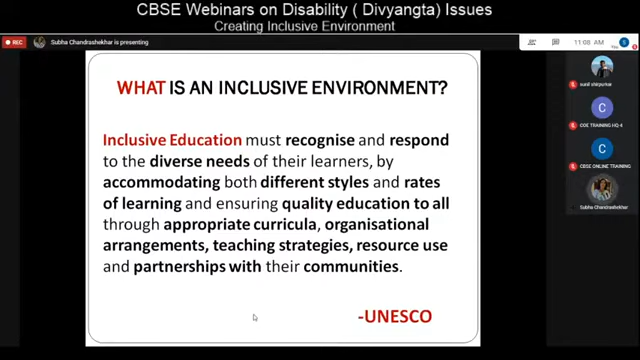 CBSE Webinars on Disability ( Divyangta) Issues
Creating Inclusive Environment
REC
Subha Chandrashekhar is presenting
11:08 AM
WHAT IS AN INCLUSIVE ENVIRONMENT?
Inclusive Education must recognise and respond
to the diverse needs of their learners, by
accommodating both different styles and rates
of learning and ensuring quality education to all
through appropriate curricula, organisational
arrangements, teaching strategies, resource use
and partnerships with their communities.
-UNESCO
sunil shirpurkar
C
COE TRAINING HQ 4
C
CBSE ONLINE TRAINING
Subha Chandrashekhar